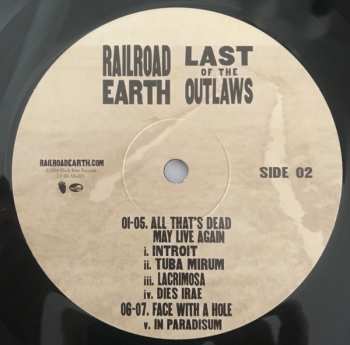 RAILROAD EARTH
LAST OF THE OUTLAWS
RAILROADEARTH.COM
SIDE 02
01-05. ALL THAT'S DEAD
MAY LIVE AGAIN
i. INTROIT
ii. TUBA MIRUM
iii. LACRIMOSA
iv. DIES IRAE
06-07. FACE WITH A HOLE
v. IN PARADISUM